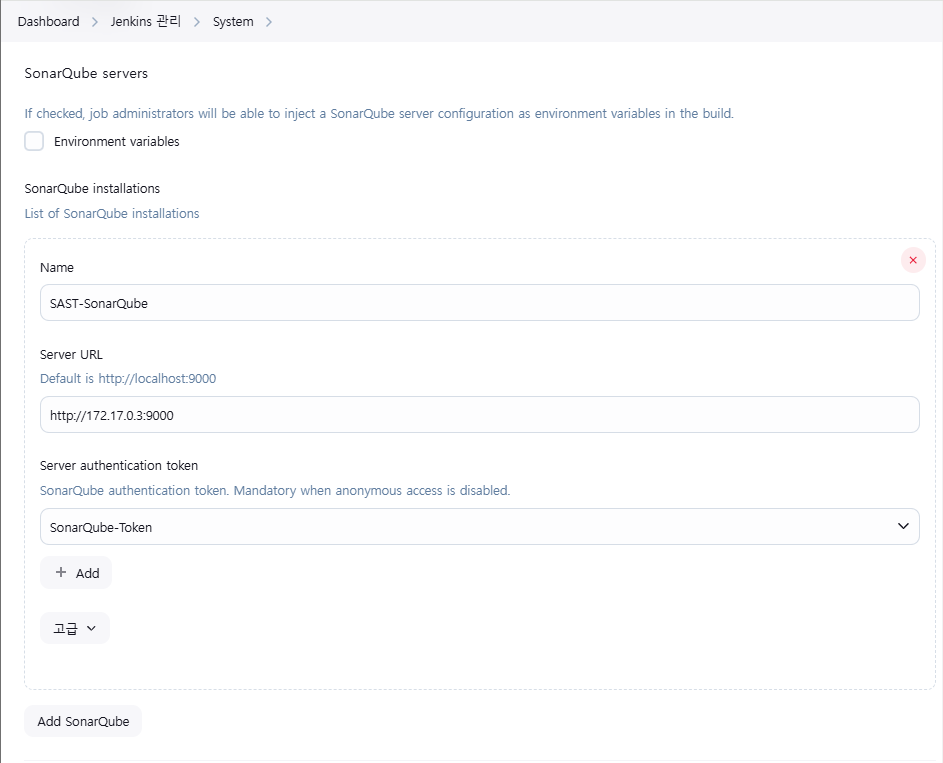 Dashboard > Jenkins 관리 > System >
SonarQube servers
If checked, job administrators will be able to inject a SonarQube server configuration as environment variables in the build.
Environment variables
SonarQube installations
List of SonarQube installations
Name
SAST-SonarQube
Server URL
Default is http://localhost:9000
http://172.17.0.3:9000
Server authentication token
SonarQube authentication token. Mandatory when anonymous access is disabled.
SonarQube-Token
+ Add
고급
Add SonarQube